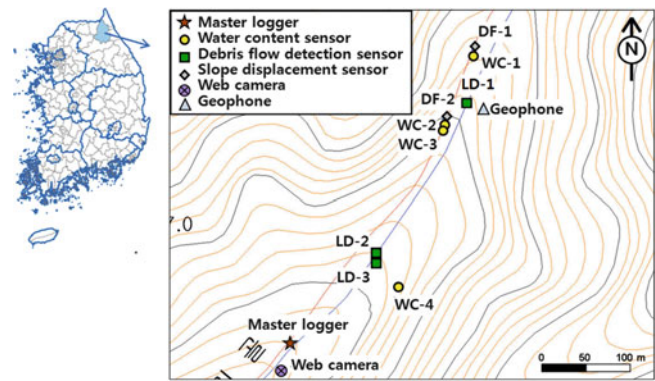 Master logger
Water content sensor
Debris flow detection sensor
Slope displacement sensor
Web camera
Geophone
N
DF-1
WC-1
LD-1
DF-2
Geophone
WC-2
WC-3
7.0
LD-2
LD-3
WC-4
Master logger
Web camera
0 50 100 m